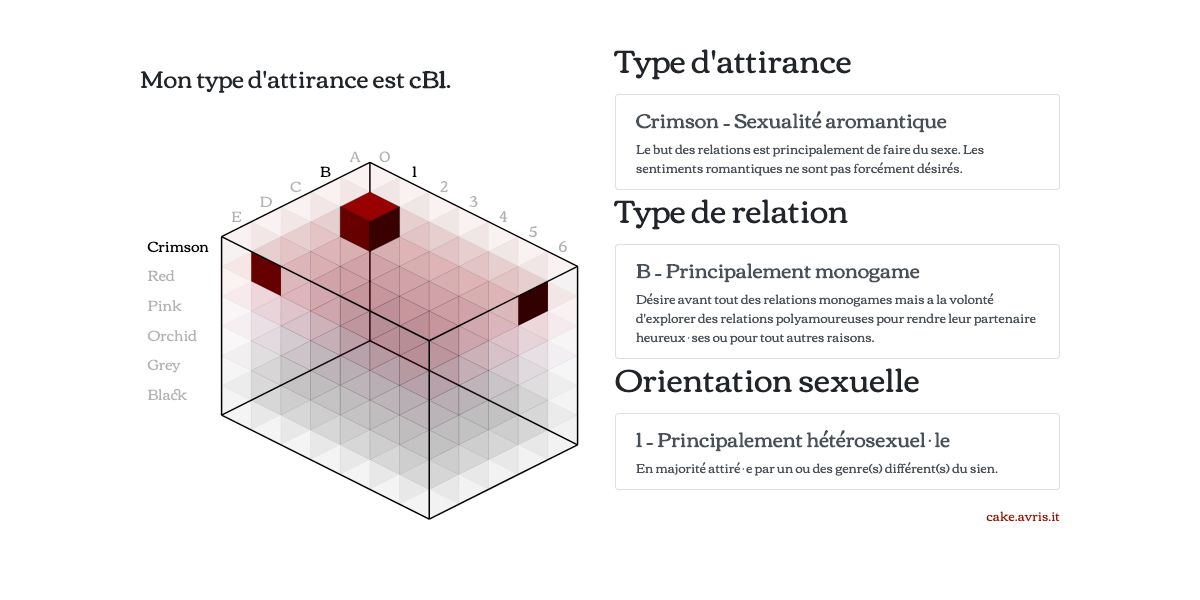 Mon type d'attirance est cB1.
A
O
B
1
C
2
D
3
E
4
5
6
Crimson
Red
Pink
Orchid
Grey
Black
Type d'attirance
Crimson - Sexualité aromantique
Le but des relations est principalement de faire du sexe. Les
sentiments romantiques ne sont pas forcément désirés.
Type de relation
B - Principalement monogame
Désire avant tout des relations monogames mais a la volonté
d'explorer des relations polyamoureuses pour rendre leur partenaire
heureux·ses ou pour tout autres raisons.
Orientation sexuelle
1 - Principalement hétérosexuel·le
En majorité attiré·e par un ou des genre(s) différent(s) du sien.
cake.avris.it